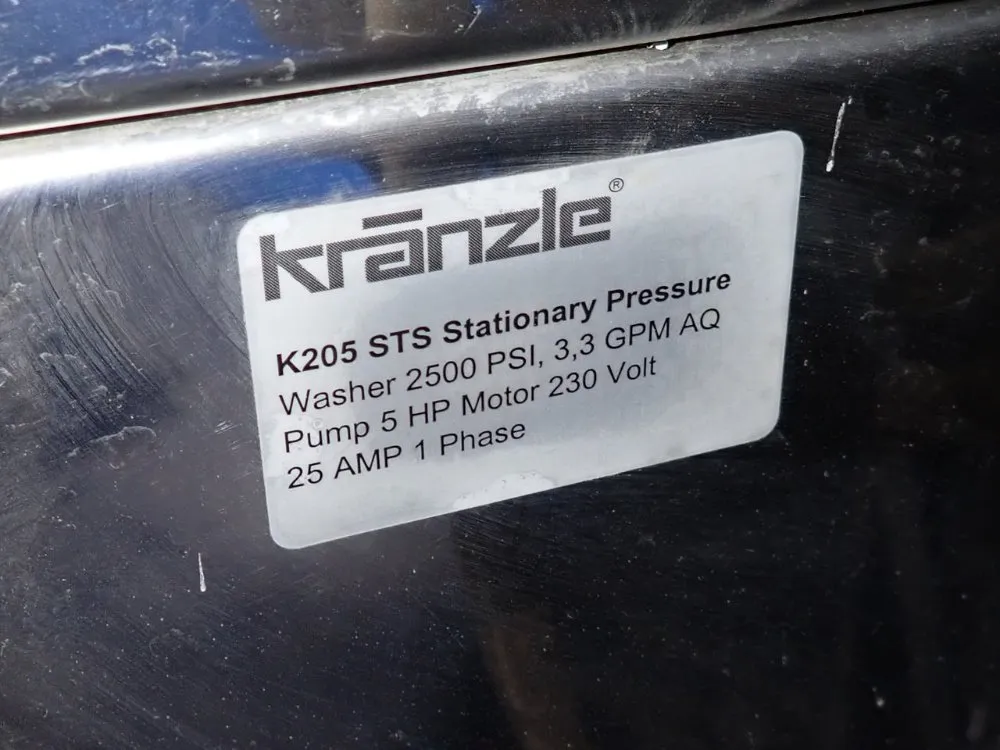 kränzle®
K205 STS Stationary Pressure
Washer 2500 PSI, 3,3 GPM AQ
Pump 5 HP Motor 230 Volt
25 AMP 1 Phase